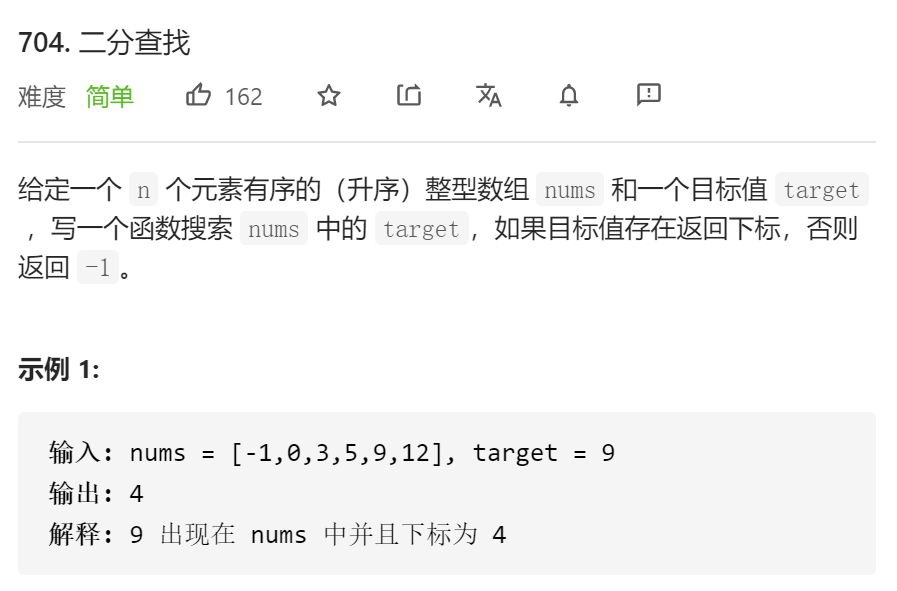 704. 二分查找
难度 简单 162
给定一个 n 个元素有序的（升序）整型数组 nums 和一个目标值 target
，写一个函数搜索 nums 中的 target，如果目标值存在返回下标，否则
返回 -1。
示例 1:
输入: nums = [-1,0,3,5,9,12], target = 9
输出: 4
解释: 9 出现在 nums 中并且下标为 4